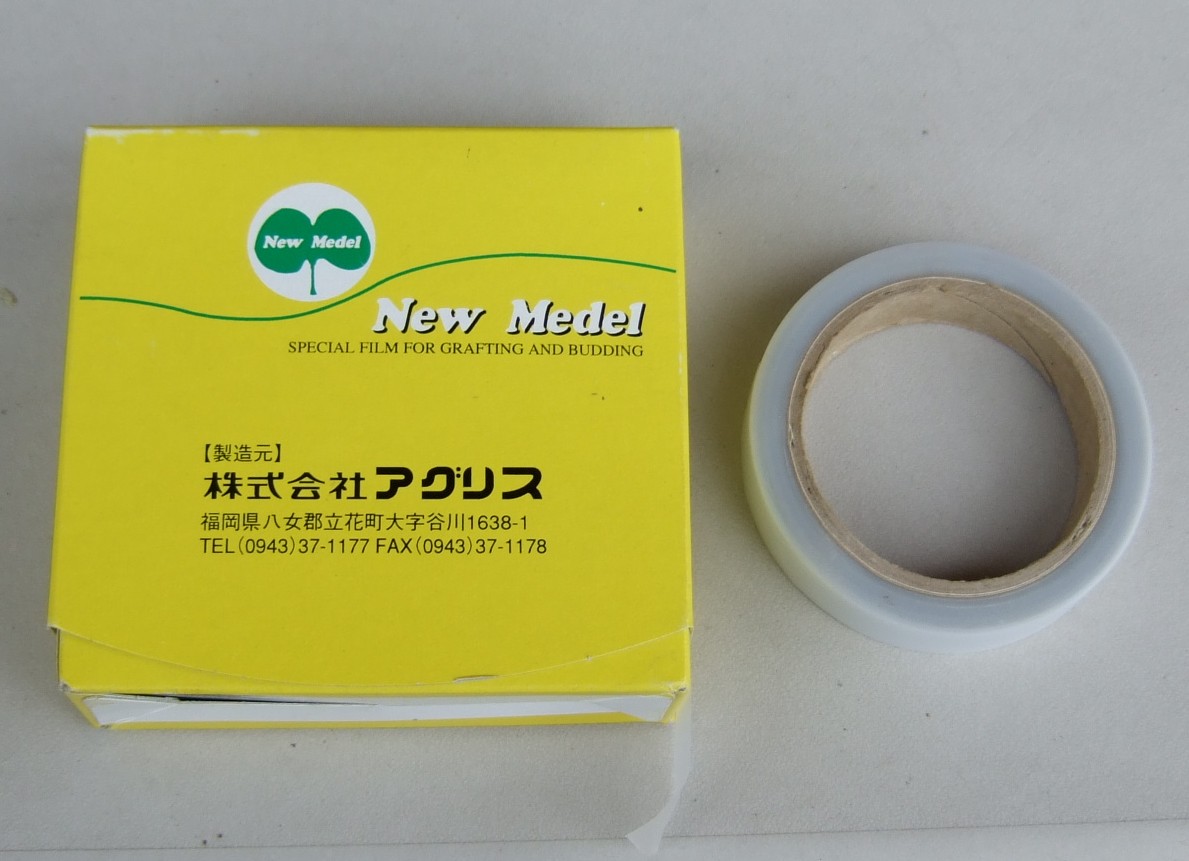 New Medel
New Medel
SPECIAL FILM FOR GRAFTING AND BUDDING
【製造元】
株式会社アグリス
福岡県八女郡立花町大字谷川1638-1
TEL(0943)37-1177 FAX(0943)37-1178